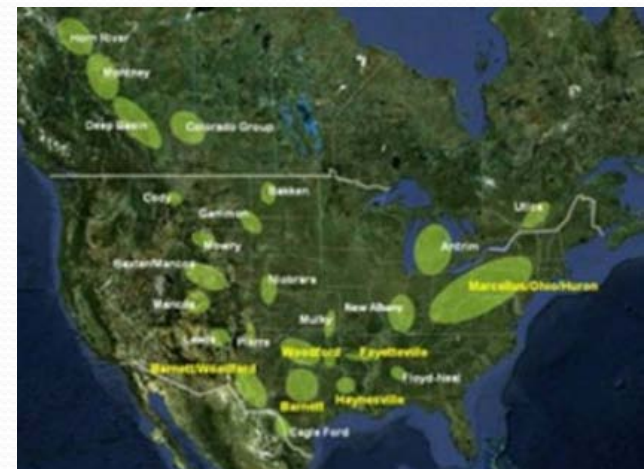 Horn River
Montney
Deep Basin
Colorado Group
Cody
Bakken
Gammon
Utica
Mowry
Antrim
Baxter/Mancos
Niobrara
Marcellus/Ohio/Huron
Mancos
New Albany
Mulky
Lewis
Pierre
Woodford
Fayetteville
Barnett/Woodford
Floyd-Neal
Barnett
Haynesville
Eagle Ford